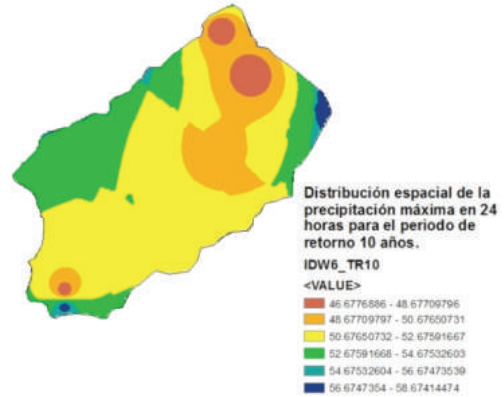 Distribución espacial de la
precipitación máxima en 24
horas para el periodo de
retorno 10 años.
IDW6_TR10
<VALUE>
46.6776886 - 48.67709796
48.67709797 - 50.67650731
50.67650732 - 52.67591667
52.67591668 - 54.67532603
54.67532604 - 56.67473539
56.6747354 - 58.67414474